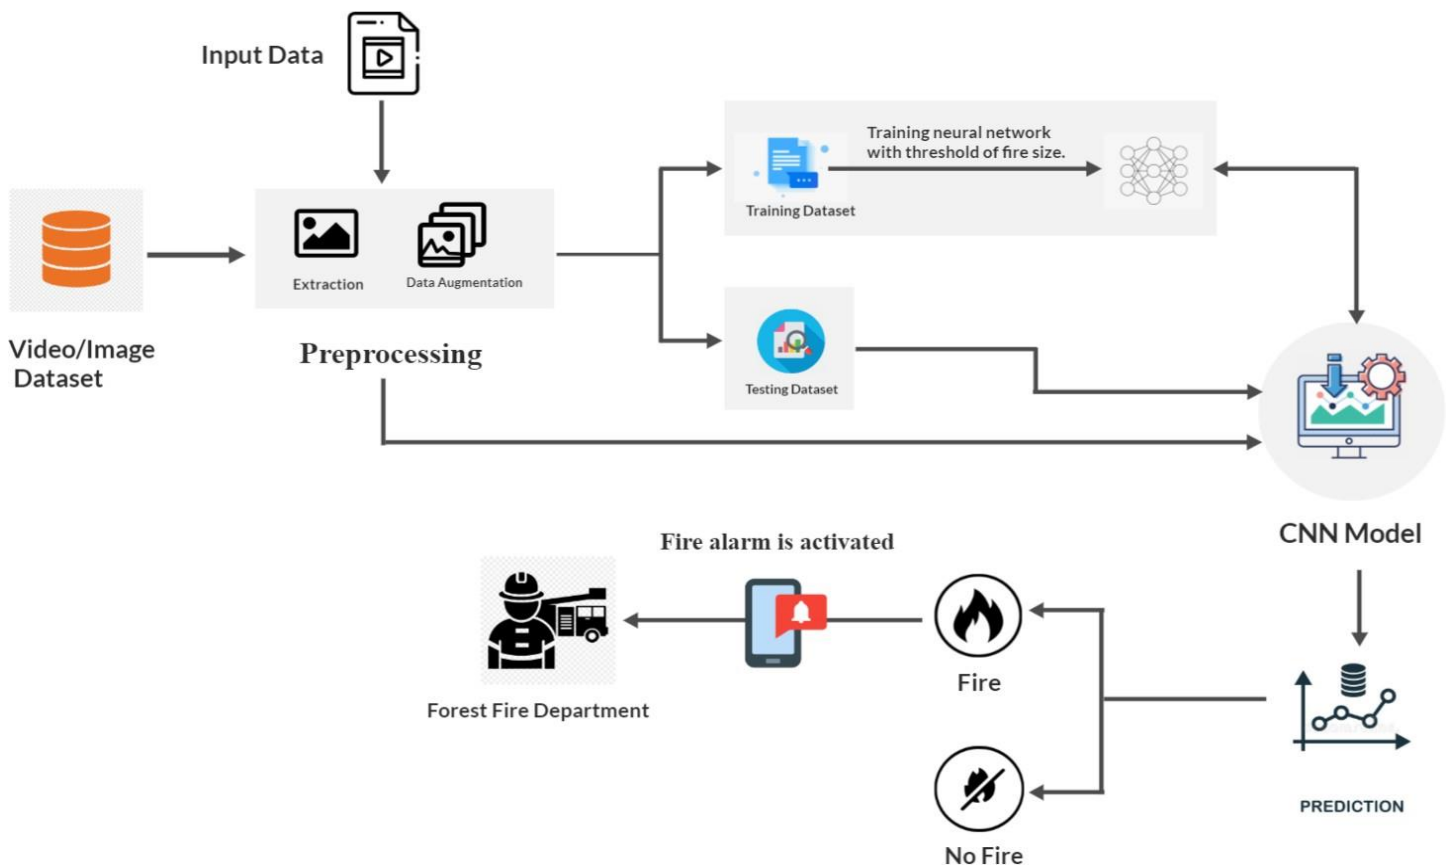 Input Data
Training neural network
with threshold of fire size.
Training Dataset
Extraction
Data Augmentation
Video/Image
Dataset
Preprocessing
Testing Dataset
CNN Model
Fire alarm is activated
Fire
Forest Fire Department
PREDICTION
No Fire